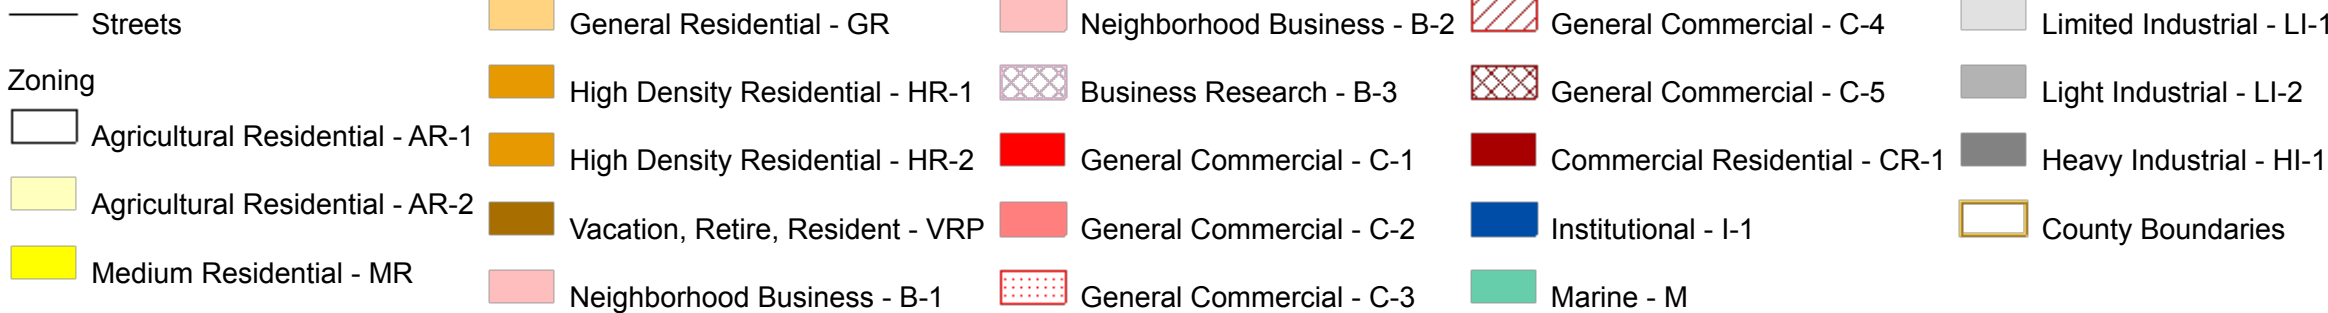 Streets
Zoning
Agricultural Residential - AR-1
Agricultural Residential - AR-2
Medium Residential - MR
General Residential - GR
High Density Residential - HR-1
High Density Residential - HR-2
Vacation, Retire, Resident - VRP
Neighborhood Business - B-1
Neighborhood Business - B-2
Business Research - B-3
General Commercial - C-1
General Commercial - C-2
General Commercial - C-3
General Commercial - C-4
General Commercial - C-5
Commercial Residential - CR-1
Institutional - I-1
Marine - M
Limited Industrial - LI-1
Light Industrial - LI-2
Heavy Industrial - HI-1
County Boundaries